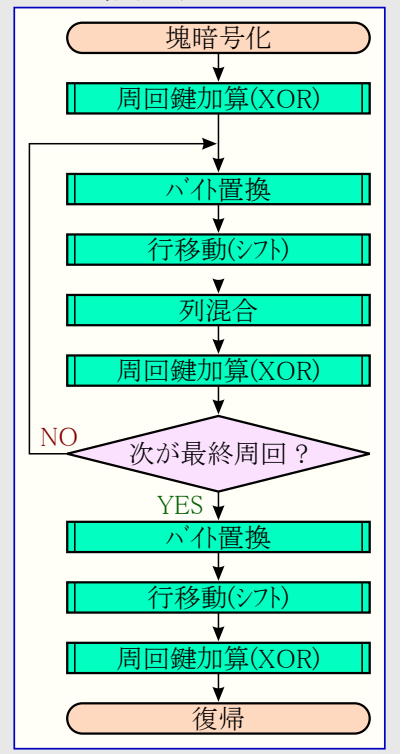 塊暗号化
周回鍵加算(XOR)
バイト置換
行移動(シフト)
列混合
周回鍵加算(XOR)
NO
次が最終周回？
YES
バイト置換
行移動(シフト)
周回鍵加算(XOR)
復帰